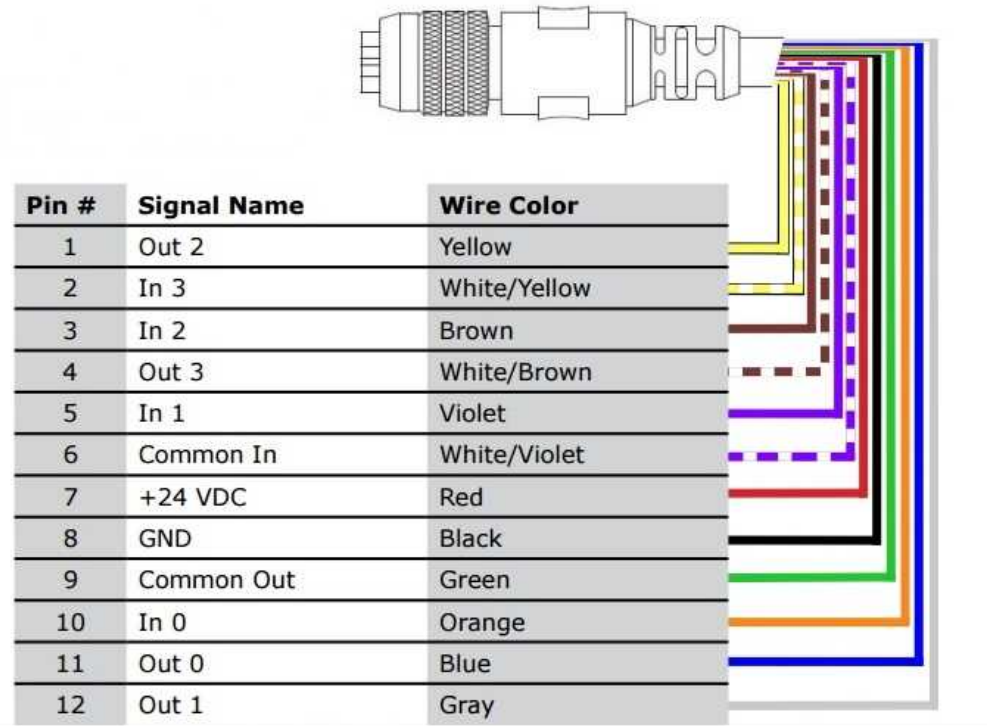 Pin # Signal Name Wire Color
1 Out 2 Yellow
2 In 3 White/Yellow
3 In 2 Brown
4 Out 3 White/Brown
5 In 1 Violet
6 Common In White/Violet
7 +24 VDC Red
8 GND Black
9 Common Out Green
10 In 0 Orange
11 Out 0 Blue
12 Out 1 Gray